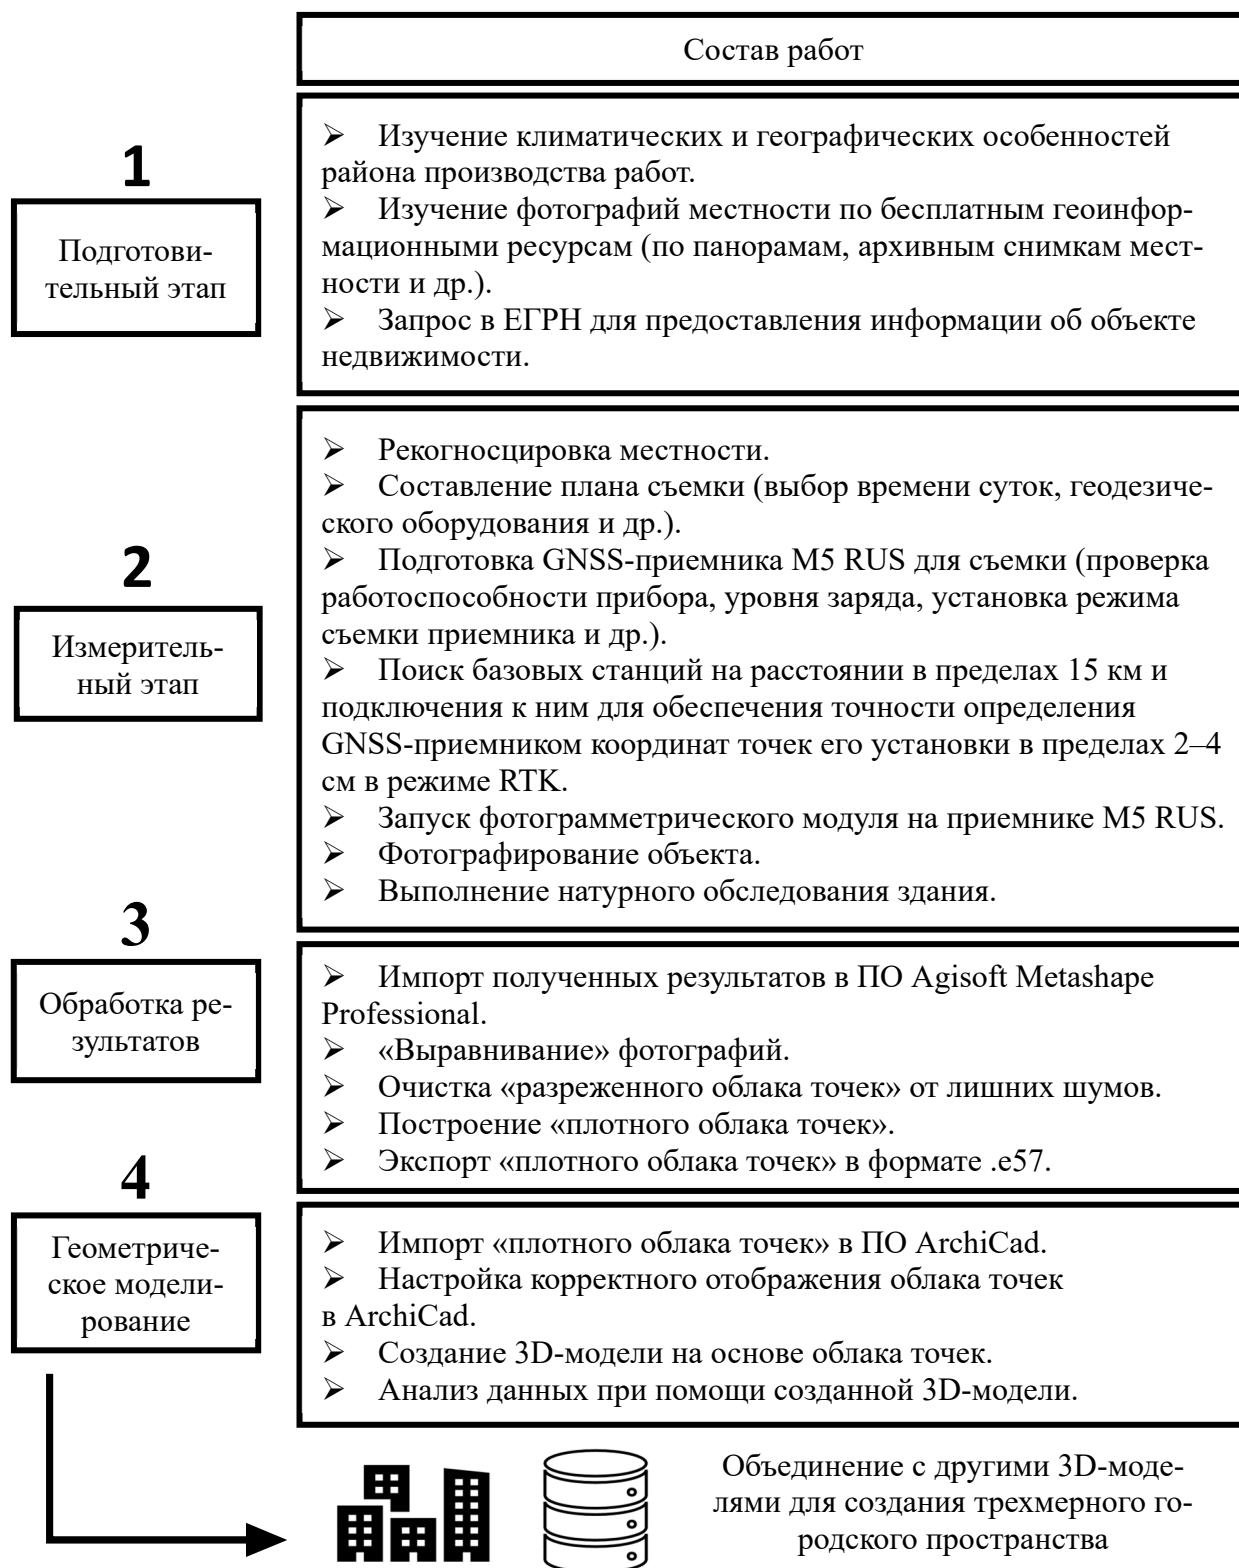 Состав работ
1
Подготови-
тельный этап
➢ Изучение климатических и географических особенностей
района производства работ.
➢ Изучение фотографий местности по бесплатным геоинфор-
мационными ресурсам (по панорамам, архивным снимкам мест-
ности и др.).
➢ Запрос в ЕГРН для предоставления информации об объекте
недвижимости.
2
Измеритель-
ный этап
➢ Рекогносцировка местности.
➢ Составление плана съемки (выбор времени суток, геодезиче-
ского оборудования и др.).
➢ Подготовка GNSS-приемника M5 RUS для съемки (проверка
работоспособности прибора, уровня заряда, установка режима
съемки приемника и др.).
➢ Поиск базовых станций на расстоянии в пределах 15 км и
подключения к ним для обеспечения точности определения
GNSS-приемником координат точек его установки в пределах 2–4
см в режиме RTK.
➢ Запуск фотограмметрического модуля на приемнике M5 RUS.
➢ Фотографирование объекта.
➢ Выполнение натурного обследования здания.
3
Обработка ре-
зультатов
➢ Импорт полученных результатов в ПО Agisoft Metashape
Professional.
➢ «Выравнивание» фотографий.
➢ Очистка «разреженного облака точек» от лишних шумов.
➢ Построение «плотного облака точек».
➢ Экспорт «плотного облака точек» в формате .e57.
4
Геометриче-
ское модели-
рование
➢ Импорт «плотного облака точек» в ПО ArchiCad.
➢ Настройка корректного отображения облака точек
в ArchiCad.
➢ Создание 3D-модели на основе облака точек.
➢ Анализ данных при помощи созданной 3D-модели.
Объединение с другими 3D-моде-
лями для создания трехмерного го-
родского пространства